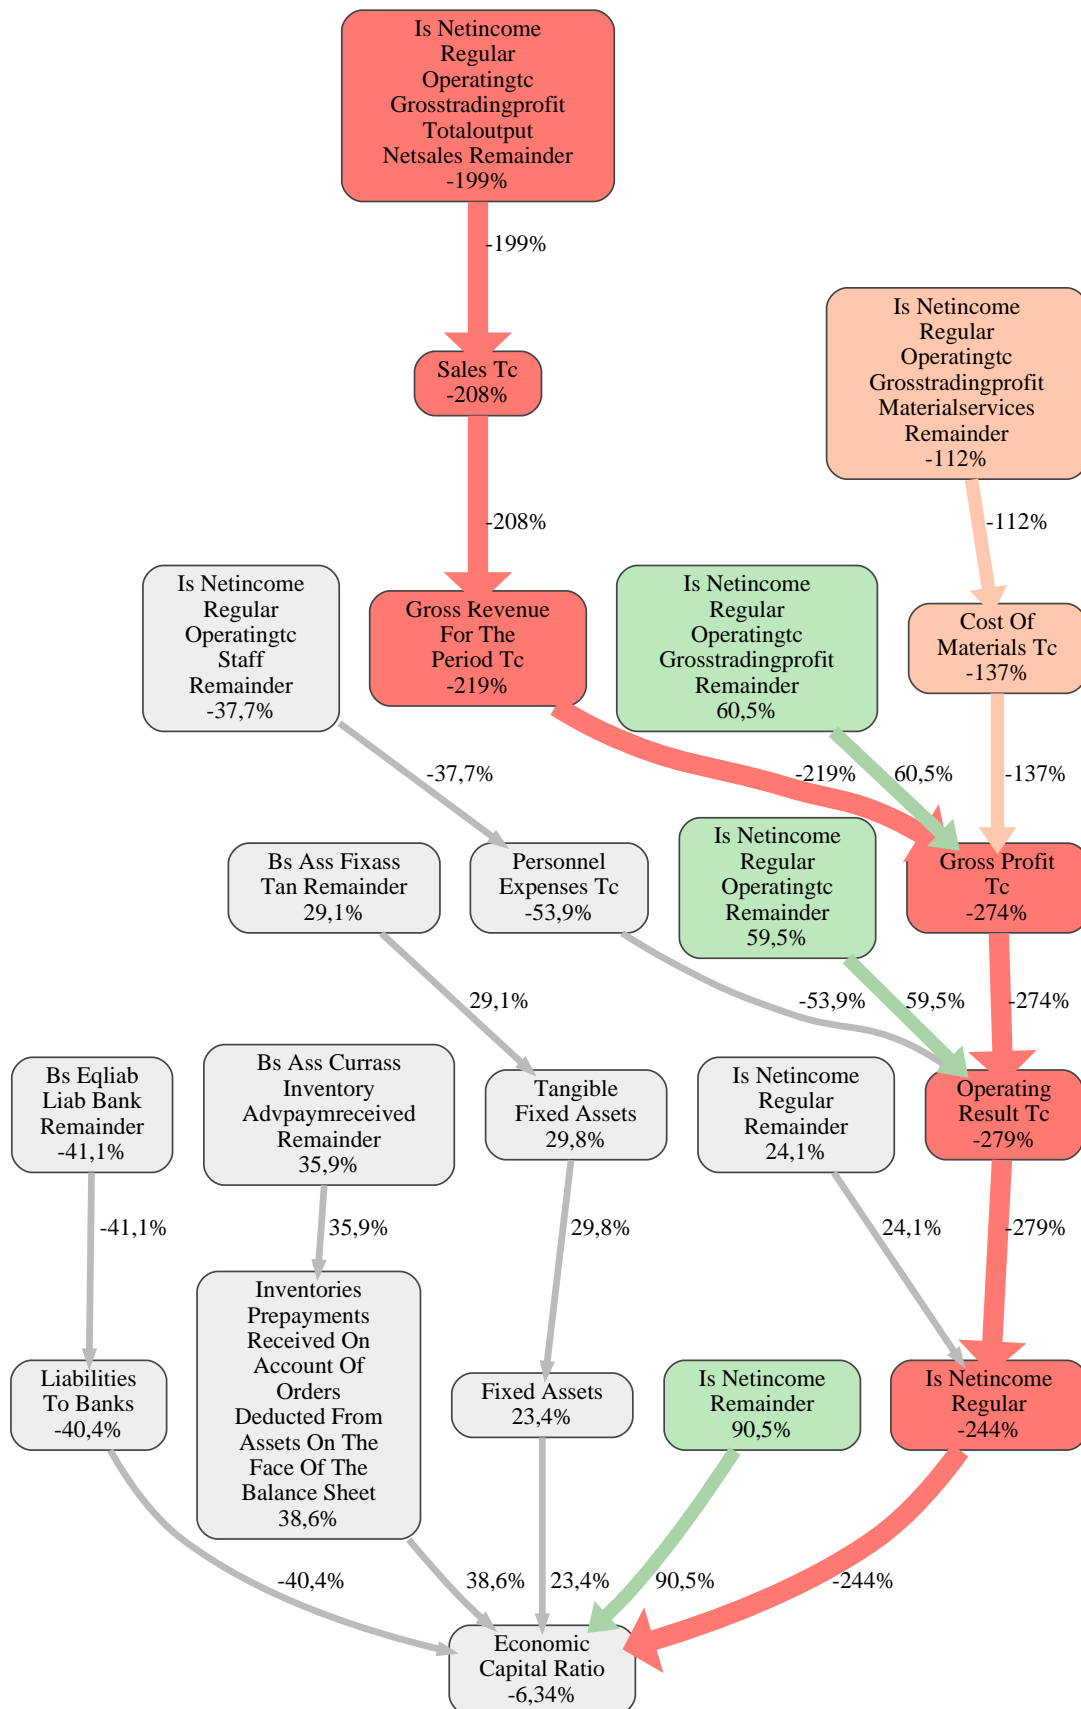 Is Netincome
Regular
Operatingtc
Grosstradingprofit
Totaloutput
Netsales Remainder
-199%
-199%
Is Netincome
Regular
Operatingtc
Grosstradingprofit
Materialservices
Remainder
-112%
Sales Tc
-208%
-208%
-112%
Is Netincome
Regular
Operatingtc
Staff
Remainder
-37,7%
Gross Revenue
For The
Period Tc
-219%
Is Netincome
Regular
Operatingtc
Grosstradingprofit
Remainder
60,5%
Cost Of
Materials Tc
-137%
-37,7%
-219%
60,5%
-137%
Bs Ass Fixass
Tan Remainder
29,1%
Personnel
Expenses Tc
-53,9%
Is Netincome
Regular
Operatingtc
Remainder
59,5%
Gross Profit
Tc
-274%
29,1%
-53,9%
59,5%
-274%
Bs Eqliab
Liab Bank
Remainder
-41,1%
Bs Ass Currass
Inventory
Advpaymreceived
Remainder
35,9%
Tangible
Fixed Assets
29,8%
Is Netincome
Regular
Remainder
24,1%
Operating
Result Tc
-279%
-41,1%
35,9%
29,8%
24,1%
-279%
Liabilities
To Banks
-40,4%
Inventories
Prepayments
Received On
Account Of
Orders
Deducted From
Assets On The
Face Of The
Balance Sheet
38,6%
Fixed Assets
23,4%
Is Netincome
Remainder
90,5%
Is Netincome
Regular
-244%
-40,4%
38,6%
23,4%
90,5%
-244%
Economic
Capital Ratio
-6,34%